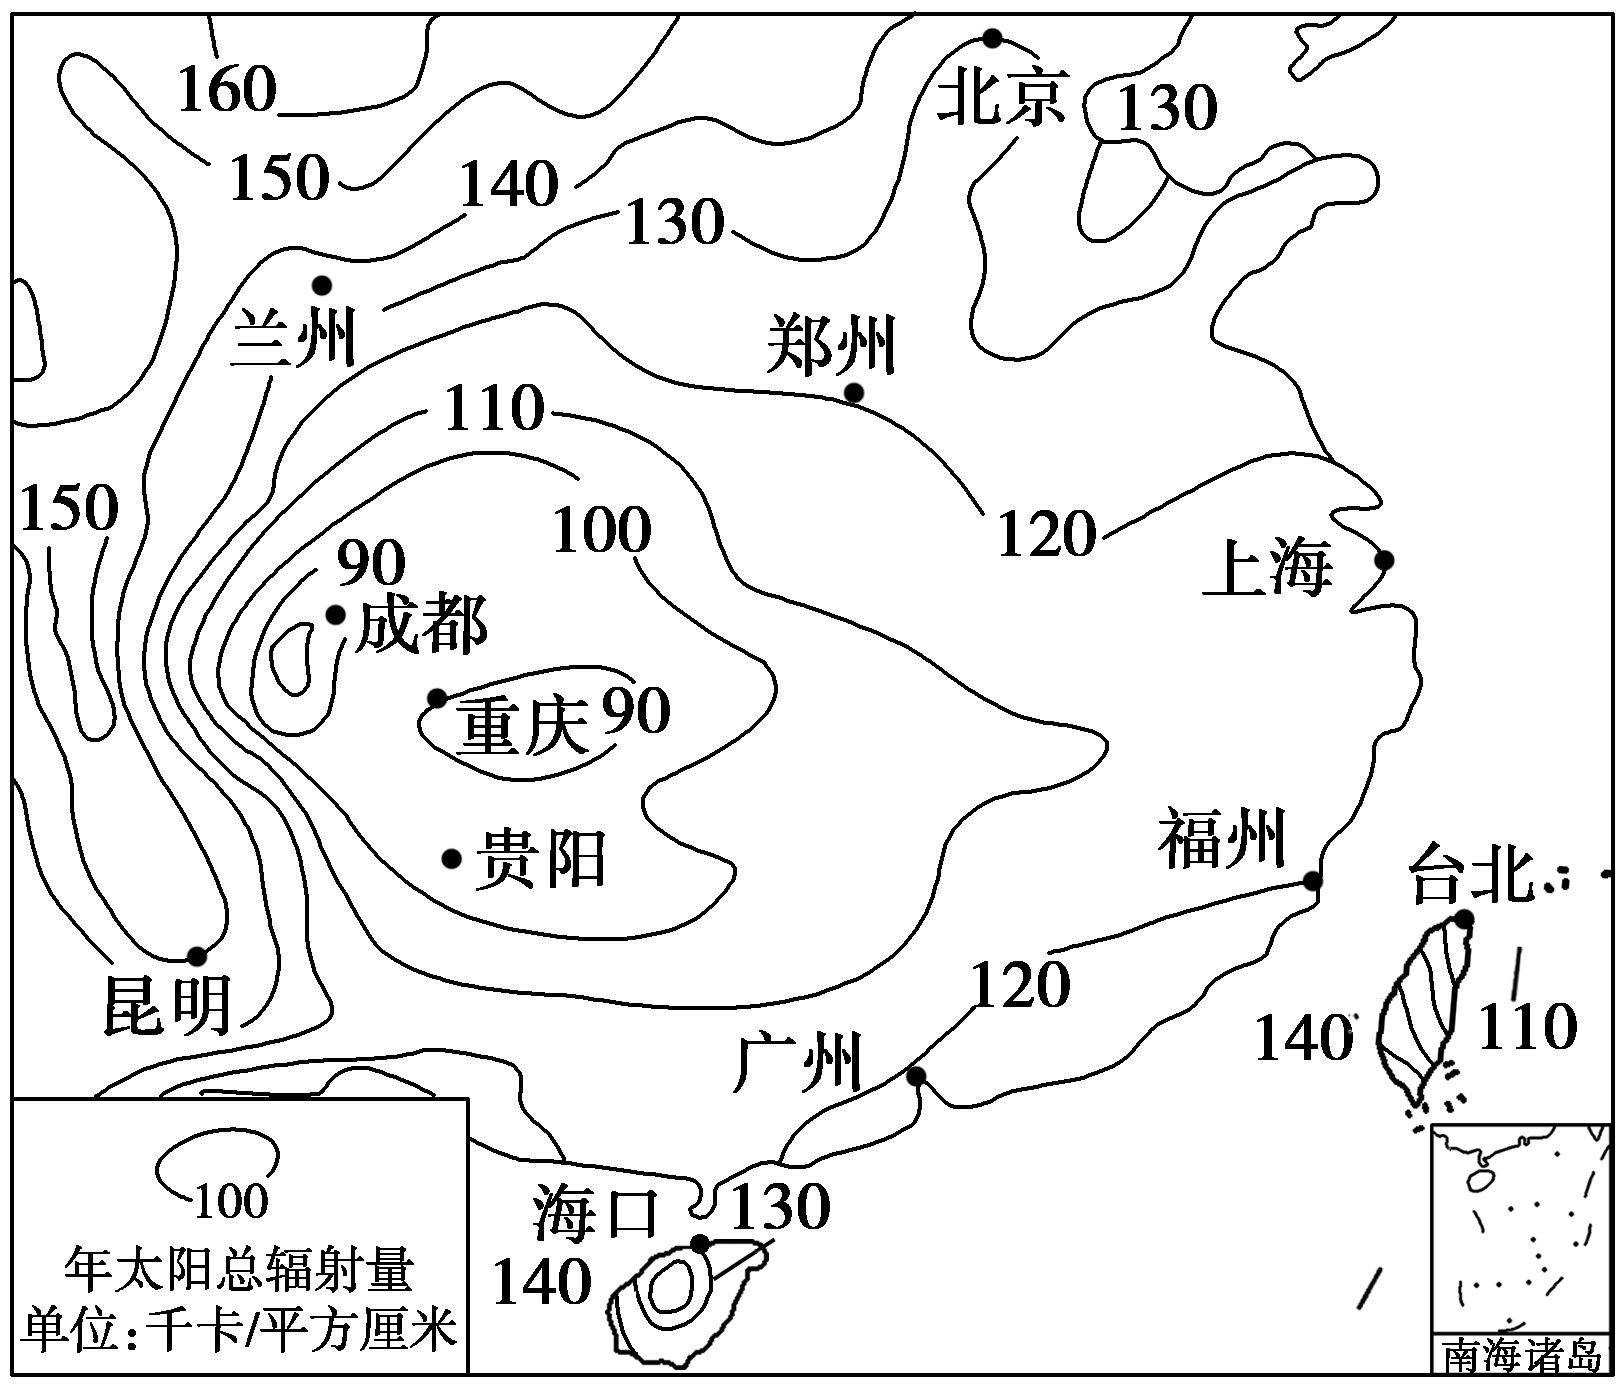 北京
160
130
150
140
130
兰州
郑州
110
150
100
120
90
上海
成都
重庆
90
福州
贵阳
台北
昆明
120
140
110
广州
海口
130
140
100
年太阳总辐射量
单位:千卡/平方厘米
南海诸岛